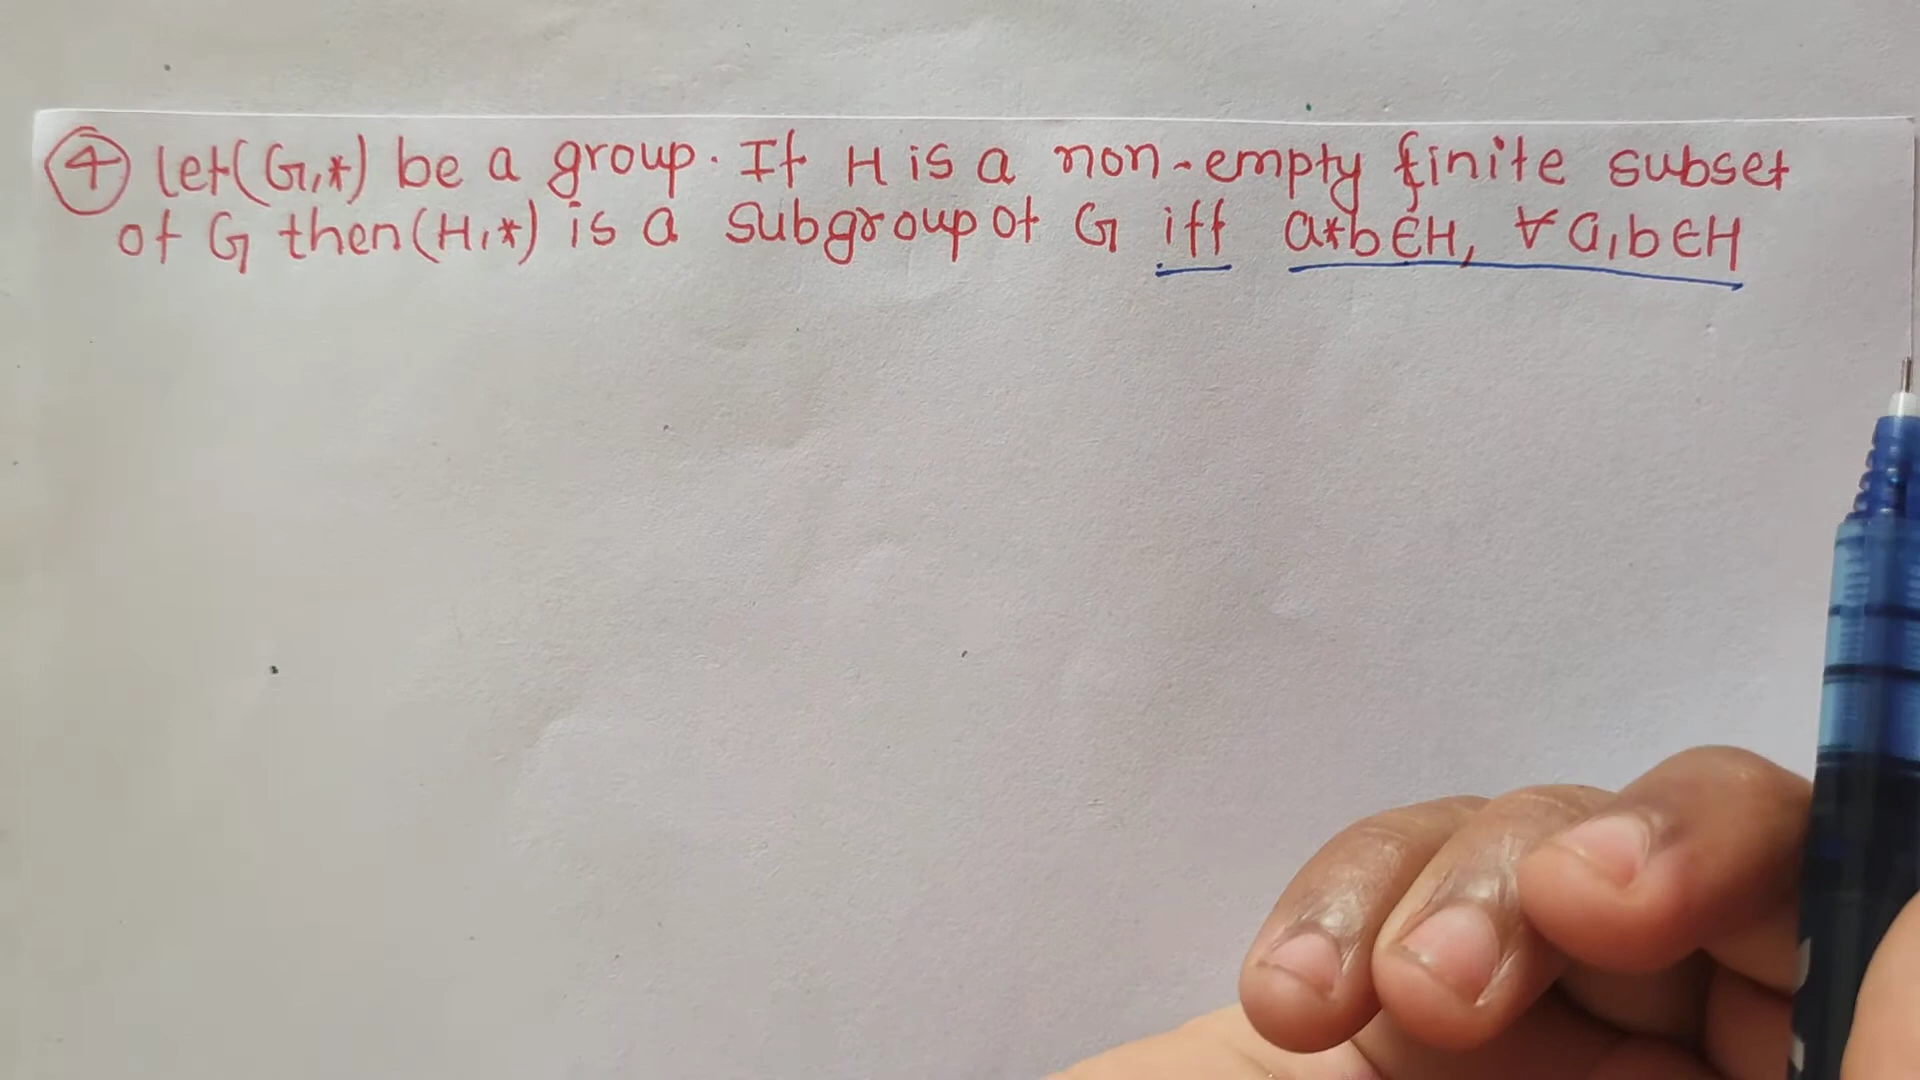 ④ let (G,*) be a group. If H is a non-empty finite subset
of G then (H,*) is a subgroup of G iff a*b∈H, ∀ a,b∈H